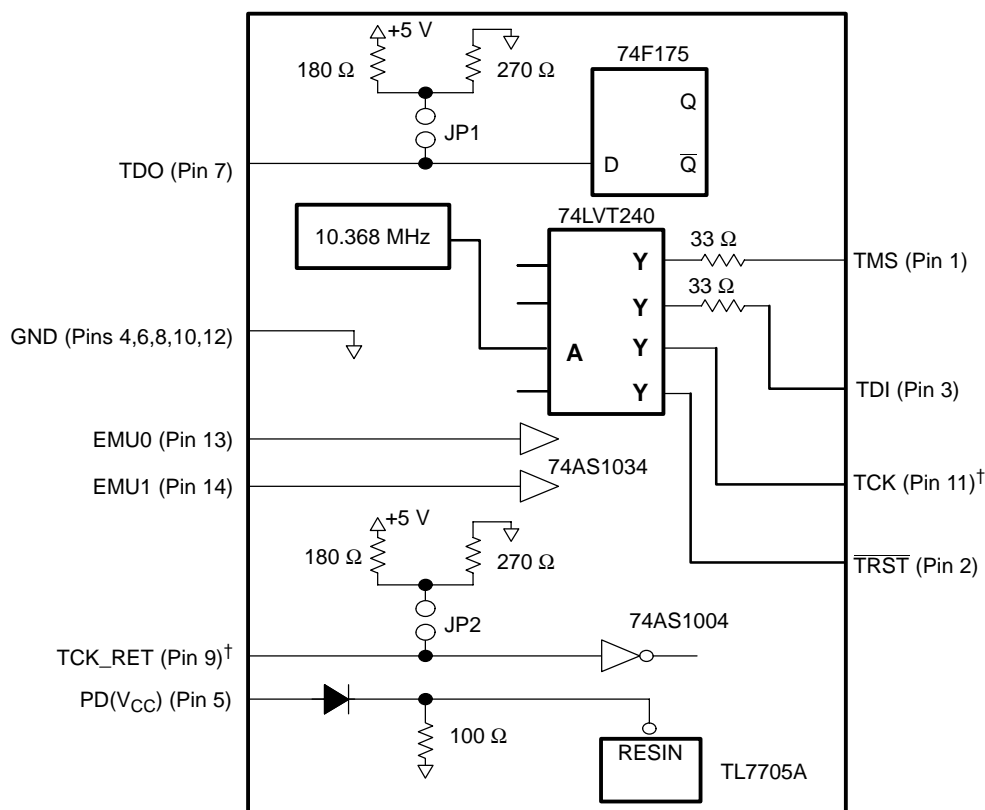 +5 V
180 Ω
270 Ω
74F175
Q
JP1
TDO (Pin 7)
D
Q̅
74LVT240
10.368 MHz
33 Ω
Y
TMS (Pin 1)
33 Ω
Y
GND (Pins 4,6,8,10,12)
A
Y
Y
TDI (Pin 3)
EMU0 (Pin 13)
74AS1034
EMU1 (Pin 14)
TCK (Pin 11)†
+5 V
180 Ω
270 Ω
T̅R̅S̅T̅ (Pin 2)
JP2
74AS1004
TCK_RET (Pin 9)†
PD(VCC) (Pin 5)
100 Ω
RESIN
TL7705A